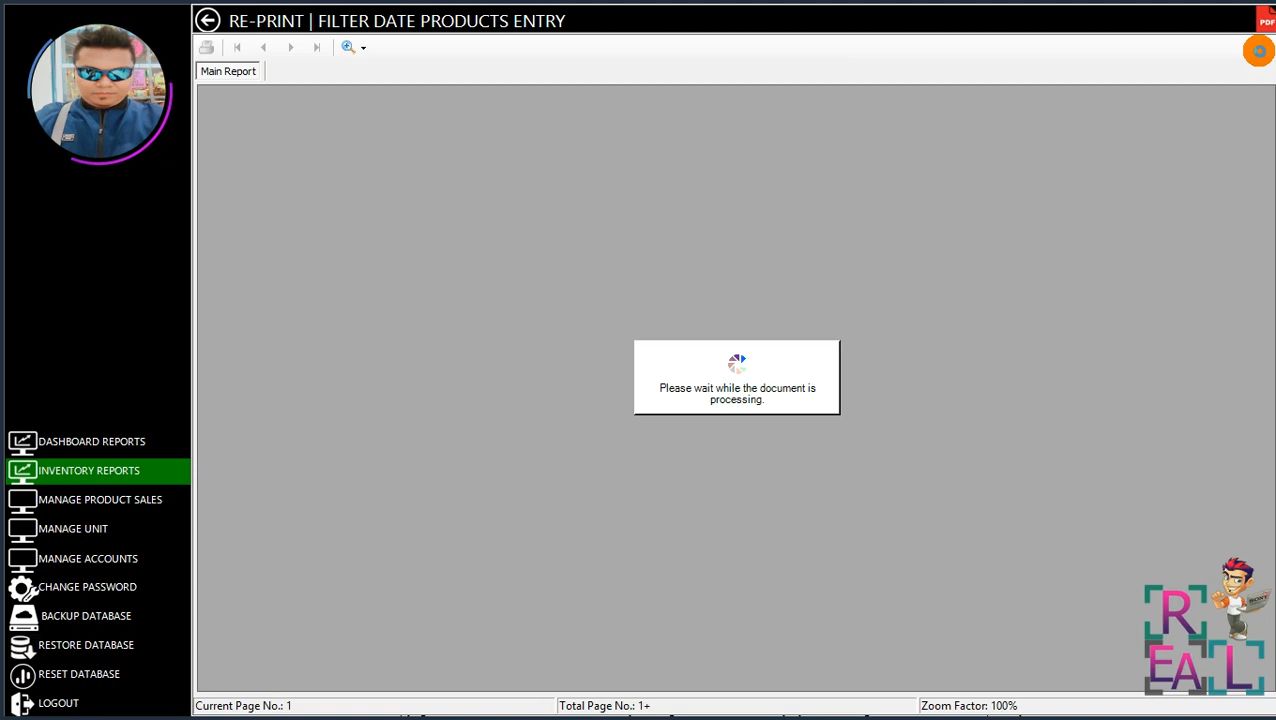 RE-PRINT | FILTER DATE PRODUCTS ENTRY
PDF
Main Report
Please wait while the document is
processing.
DASHBOARD REPORTS
INVENTORY REPORTS
MANAGE PRODUCT SALES
MANAGE UNIT
MANAGE ACCOUNTS
CHANGE PASSWORD
BACKUP DATABASE
RESTORE DATABASE
RESET DATABASE
LOGOUT
R
EA L
Current Page No.: 1
Total Page No.: 1+
Zoom Factor: 100%